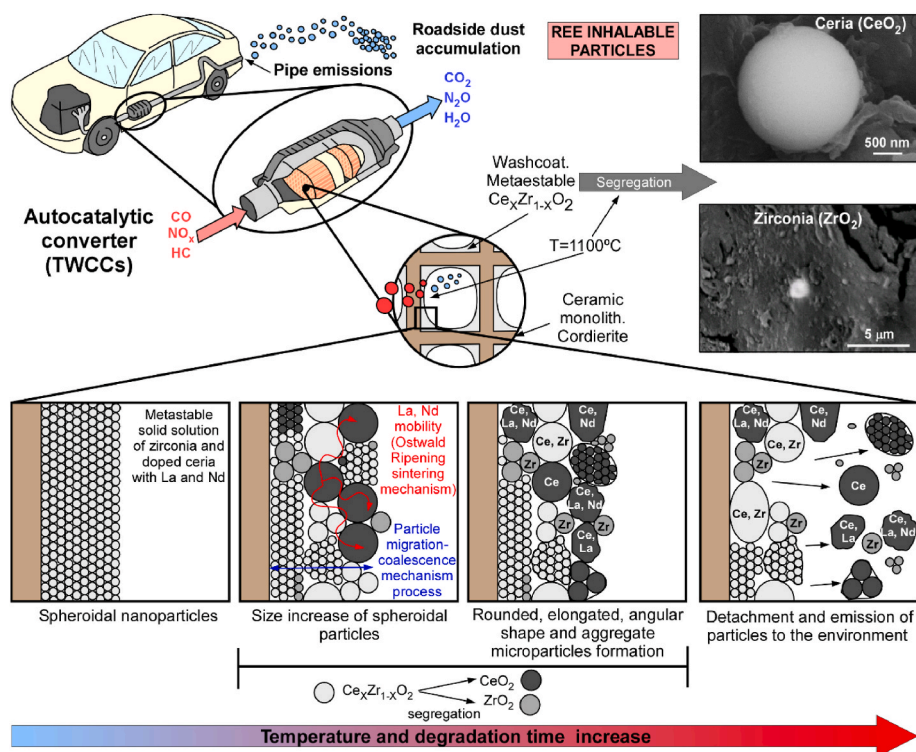 Roadside dust
accumulation
REE INHALABLE
PARTICLES
Ceria (CeO2)
500 nm
Pipe emissions
CO2
N2O
H2O
Washcoat.
Metaestable
CeXZr1-XO2
Segregation
Autocatalytic
converter
(TWCCs)
CO
NOx
HC
T=1100ºC
Zirconia (ZrO2)
5 µm
Ceramic
monolith.
Cordierite
Metastable
solid solution
of zirconia and
doped ceria
with La and Nd
La, Nd
mobility
(Ostwald
Ripening
sintering
mechanism)
Particle
migration-
coalescence
mechanism
process
Ce,
La, Nd
Ce,
Nd
Ce, Zr
Zr
Ce
Ce,
La, Nd
Zr
Zr
Ce,
La
Ce,
La, Nd
Ce,
Nd
Ce, Zr
Zr
Ce
Ce, Zr
Zr
Ce,
La
Zr
Ce,
La, Nd
Spheroidal nanoparticles
Size increase of spheroidal
particles
Rounded, elongated, angular
shape and aggregate
microparticles formation
Detachment and emission of
particles to the environment
CeXZr1-XO2
CeO2
ZrO2
segregation
Temperature and degradation time increase